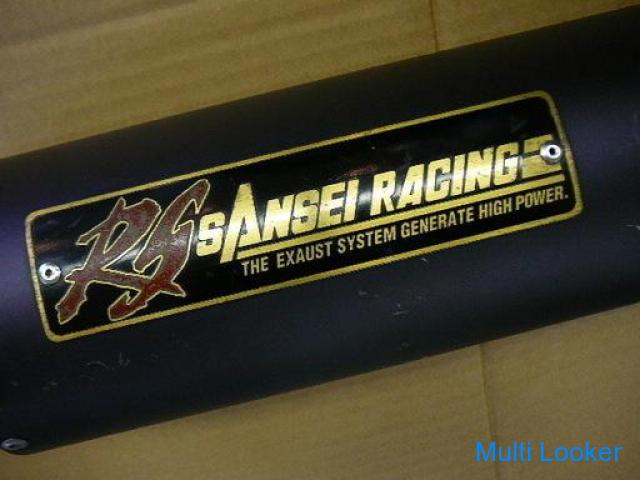 RS SANSEI RACING
THE EXAUST SYSTEM GENERATE HIGH POWER.
Multi Looker